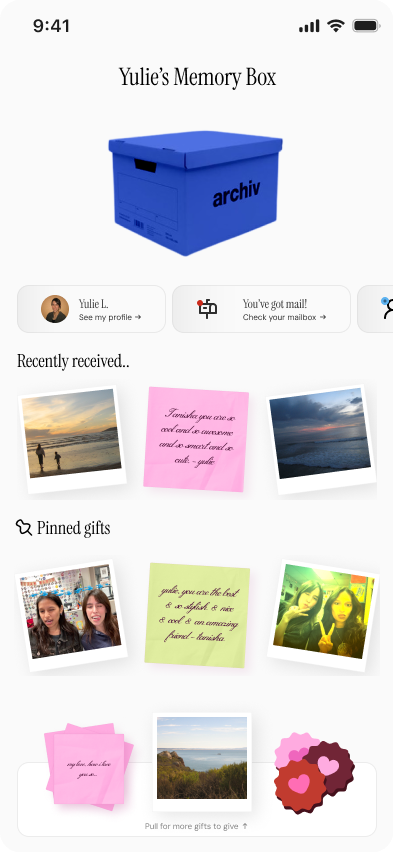 9:41
Yulie's Memory Box
archiv
Yulie L.
See my profile →
You've got mail!
Check your mailbox →
Recently received..
Tanisha you are so
cool and so awesome
and so smart and so
cute - yulie
Pinned gifts
yulie, you are the best
& so stylish & nice
& cool & an amazing
friend - tanisha
my love, how i love
you so...
Pull for more gifts to give ↑